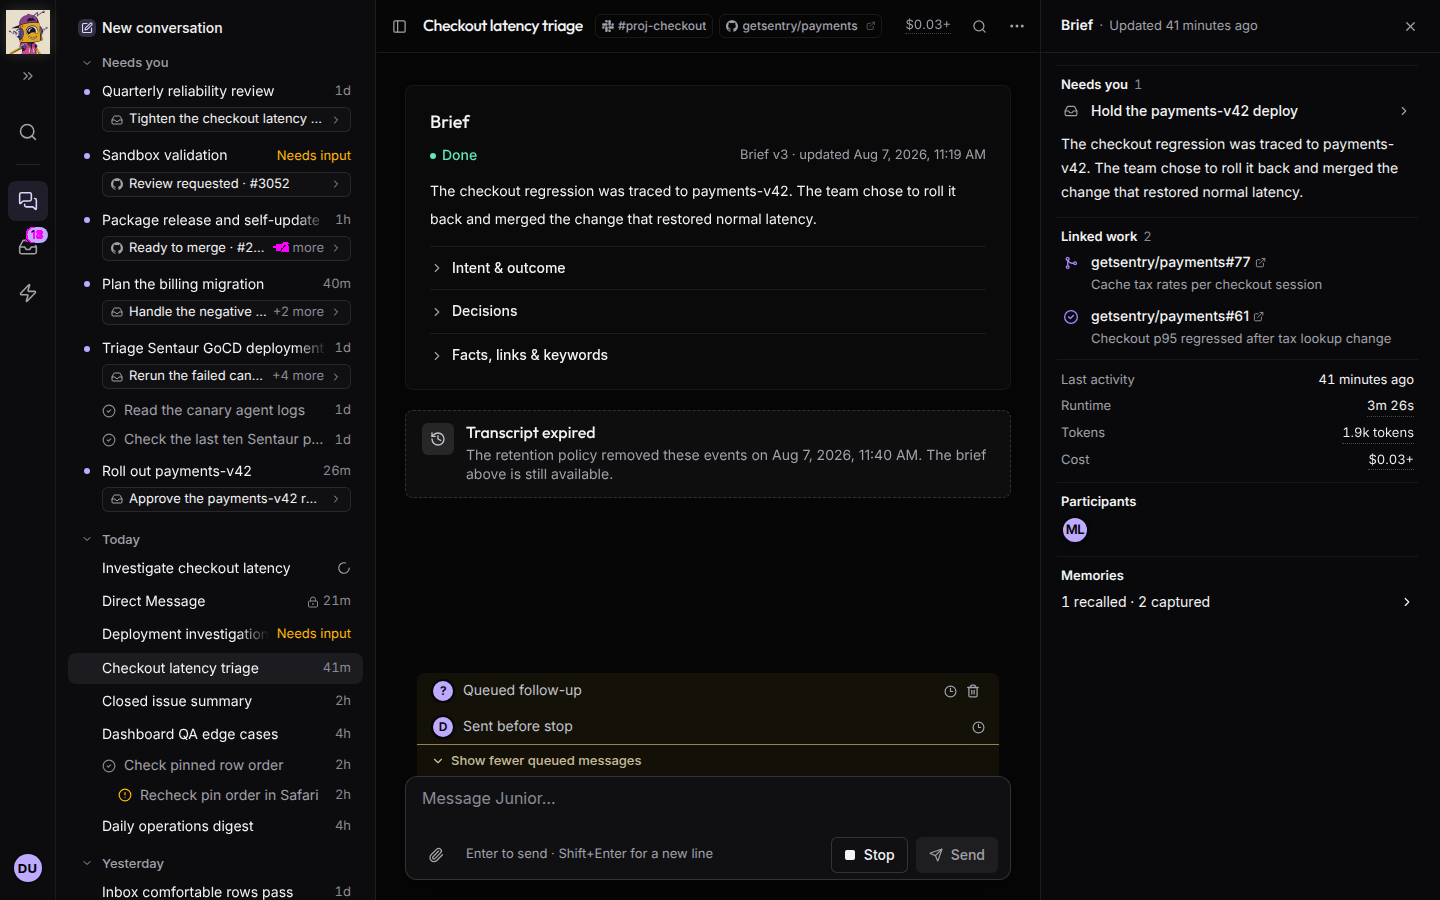 New conversation
Needs you
Quarterly reliability review 1d
Tighten the checkout latency ...
Sandbox validation Needs input
Review requested · #3052
Package release and self-update 1h
Ready to merge · #2... more
Plan the billing migration 40m
Handle the negative ... +2 more
Triage Sentaur GoCD deployment 1d
Rerun the failed can... +4 more
Read the canary agent logs 1d
Check the last ten Sentaur p... 1d
Roll out payments-v42 26m
Approve the payments-v42 r...
Today
Investigate checkout latency
Direct Message 21m
Deployment investigation Needs input
Checkout latency triage 41m
Closed issue summary 2h
Dashboard QA edge cases 4h
Check pinned row order 2h
Recheck pin order in Safari 2h
Daily operations digest 4h
Yesterday
Inbox comfortable rows pass 1d
DU
Checkout latency triage #proj-checkout getsentry/payments $0.03+
Brief
Done Brief v3 · updated Aug 7, 2026, 11:19 AM
The checkout regression was traced to payments-v42. The team chose to roll it
back and merged the change that restored normal latency.
Intent & outcome
Decisions
Facts, links & keywords
Transcript expired
The retention policy removed these events on Aug 7, 2026, 11:40 AM. The brief
above is still available.
? Queued follow-up
D Sent before stop
Show fewer queued messages
Message Junior...
Enter to send · Shift+Enter for a new line Stop Send
Brief · Updated 41 minutes ago
Needs you 1
Hold the payments-v42 deploy
The checkout regression was traced to payments-
v42. The team chose to roll it back and merged the
change that restored normal latency.
Linked work 2
getsentry/payments#77
Cache tax rates per checkout session
getsentry/payments#61
Checkout p95 regressed after tax lookup change
Last activity 41 minutes ago
Runtime 3m 26s
Tokens 1.9k tokens
Cost $0.03+
Participants
ML
Memories
1 recalled · 2 captured